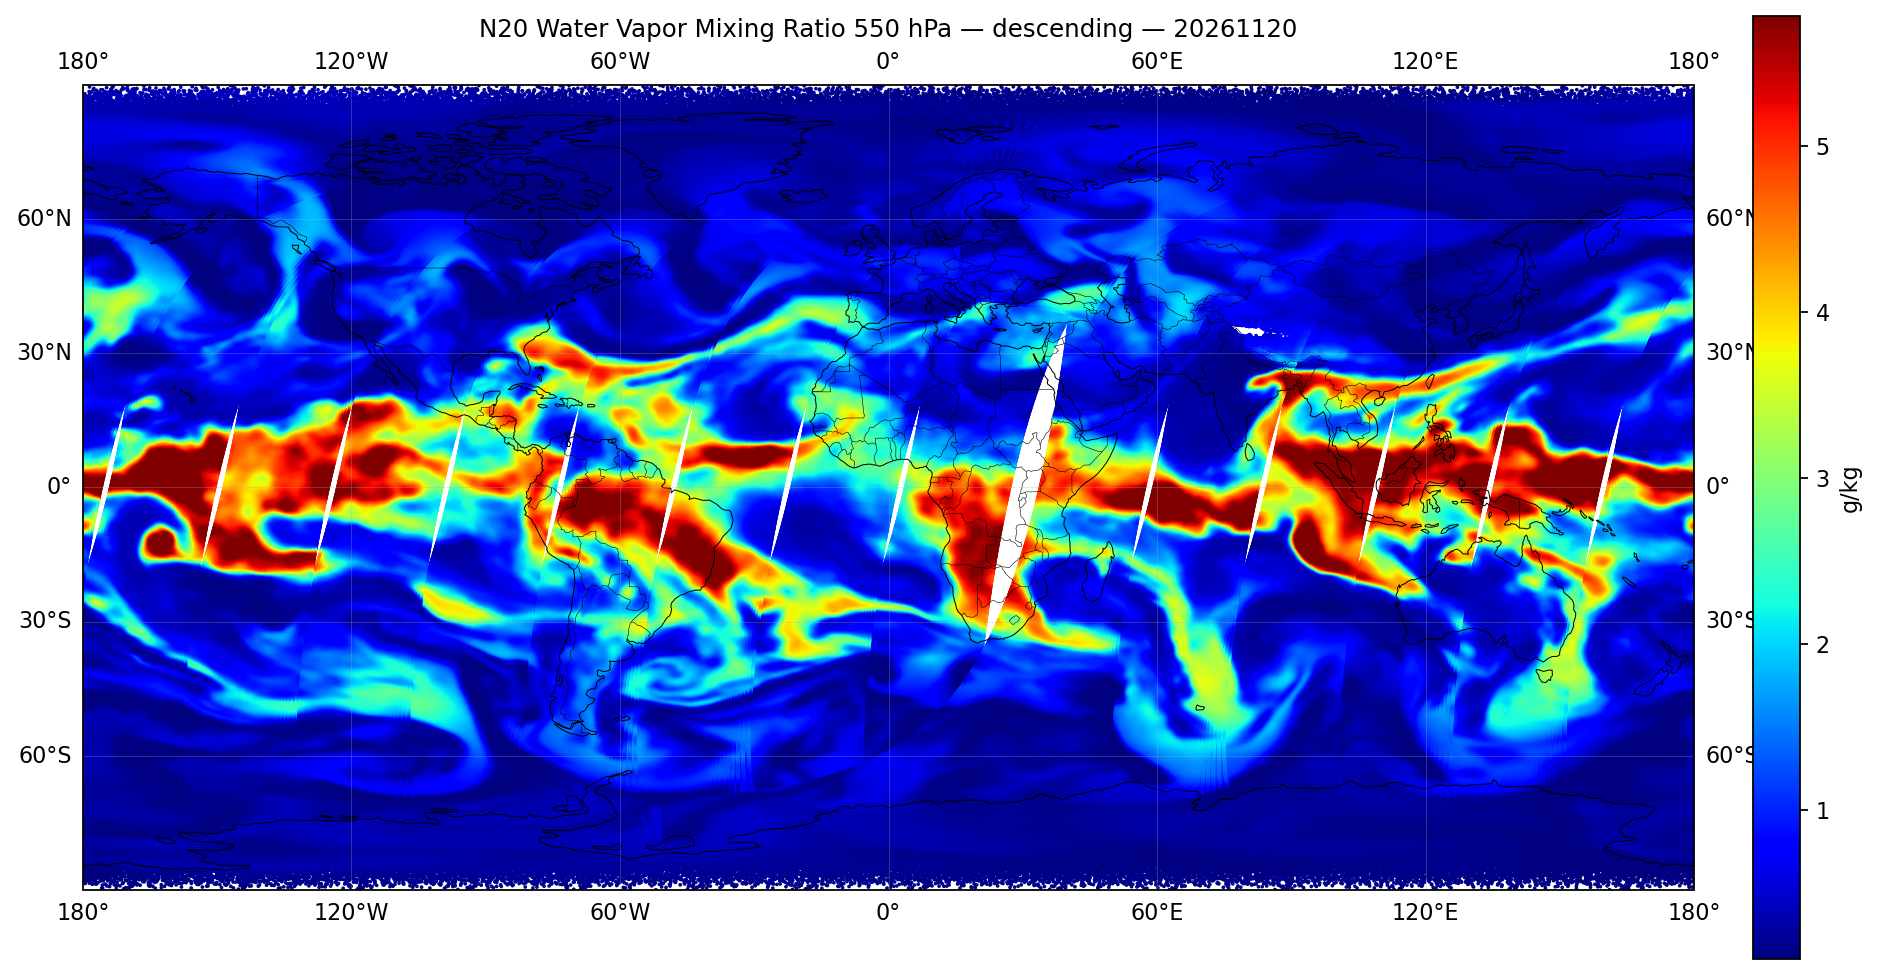 N20 Water Vapor Mixing Ratio 550 hPa — descending — 20261120
180° 120°W 60°W 0° 60°E 120°E 180°
60°N 60°N
30°N 30°N
0° 0°
30°S 30°S
60°S 60°S
180° 120°W 60°W 0° 60°E 120°E 180°
5
4
3
2
1
g/kg